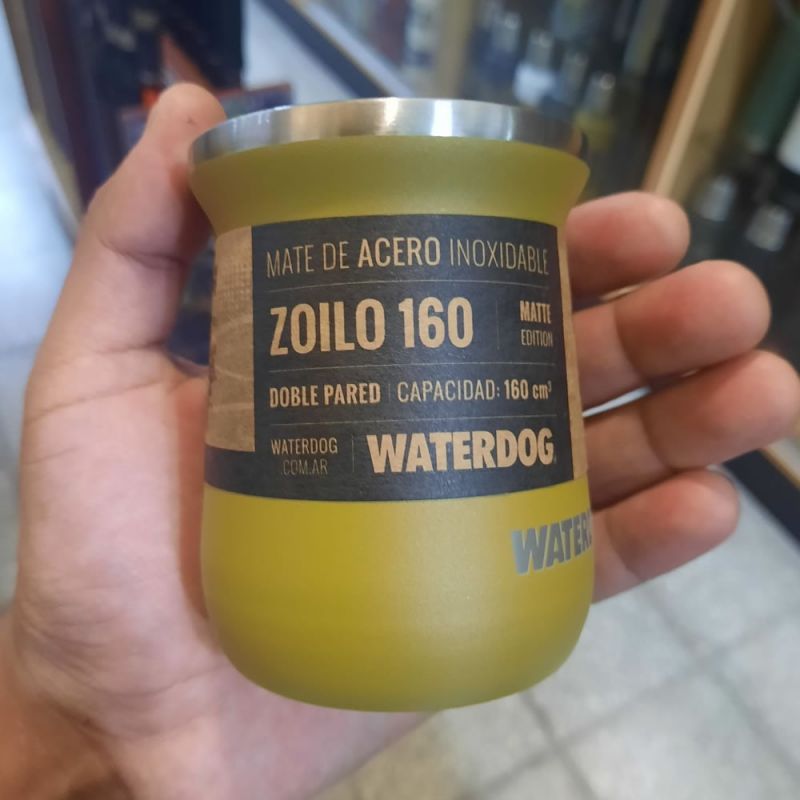 MATE DE ACERO INOXIDABLE
ZOILO 160
MATTE
EDITION
DOBLE PARED
CAPACIDAD: 160 cm³
WATERDOG
.COM.AR
WATERDOG